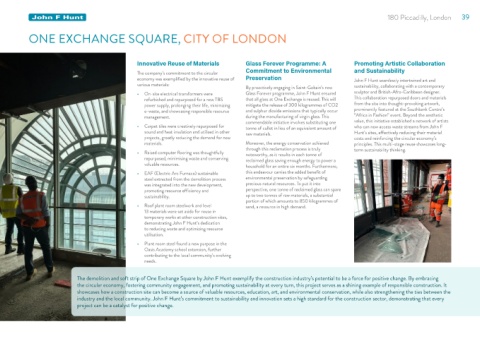 John F Hunt
180 Piccadilly, London 39
ONE EXCHANGE SQUARE, CITY OF LONDON
Innovative Reuse of Materials
The company's commitment to the circular
economy was exemplified by the innovative reuse of
various materials:
On-site electrical transformers were
refurbished and repurposed for a new TBS
power supply, prolonging their life, minimising
e-waste, and showcasing responsible resource
management.
Carpet tiles were creatively repurposed for
sound and heat insulation and utilised in other
projects, greatly reducing the demand for new
materials.
Raised computer flooring was thoughtfully
repurposed, minimising waste and conserving
valuable resources.
EAF (Electric Arc Furnace) sustainable
steel extracted from the demolition process
was integrated into the new development,
promoting resource efficiency and
sustainability.
Roof plant room steelwork and lout
13 materials were set aside for reuse in
temporary works at other construction sites,
demonstrating John F Hunt's dedication
to reducing waste and optimising resource
utilisation.
Plant room steel found a new purpose in the
Oasis Academy school extension, further
contributing to the local community's evolving
needs.
Glass Forever Programme: A
Commitment to Environmental
Preservation
By proactively engaging in Saint-Gobain's new
Glass Forever programme, John F Hunt ensured
that all glass at One Exchange is reused. This will
mitigate the release of 300 kilogrammes of CO2
and sulphur dioxide emissions that typically occur
during the manufacturing of virgin glass. This
commendable initiative involves substituting one
tonne of cullet in lieu of an equivalent amount of
raw materials.
Moreover, the energy conservation achieved
through this reclamation process is truly
noteworthy, as it results in each tonne of
reclaimed glass saving enough energy to power a
household for an entire six months. Furthermore,
this endeavour carries the added benefit of
environmental preservation by safeguarding
precious natural resources. To put it into
perspective, one tonne of reclaimed glass can spare
up to two tonnes of raw materials, a substantial
portion of which amounts to 850 kilogrammes of
sand, a resource in high demand.
Promoting Artistic Collaboration
and Sustainability
John F Hunt seamlessly intertwined art and
sustainability, collaborating with a contemporary
sculptor and British-Afro-Caribbean designer.
This collaboration repurposed doors and materials
from the site into thought-provoking artwork,
prominently featured at the Southbank Centre's
"Africa in Fashion" event. Beyond the aesthetic
value, this initiative established a network of artists
who can now access waste streams from John F
Hunt's sites, effectively reducing their material
costs and reinforcing the circular economy's
principles. This multi-stage reuse showcases long-
term sustainability thinking.
The demolition and soft strip of One Exchange Square by John F Hunt exemplify the construction industry's potential to be a force for positive change. By embracing
the circular economy, fostering community engagement, and promoting sustainability at every turn, this project serves as a shining example of responsible construction. It
showcases how a construction site can become a source of valuable resources, education, art, and environmental conservation, while also strengthening the ties between the
industry and the local community. John F Hunt's commitment to sustainability and innovation sets a high standard for the construction sector, demonstrating that every
project can be a catalyst for positive change.